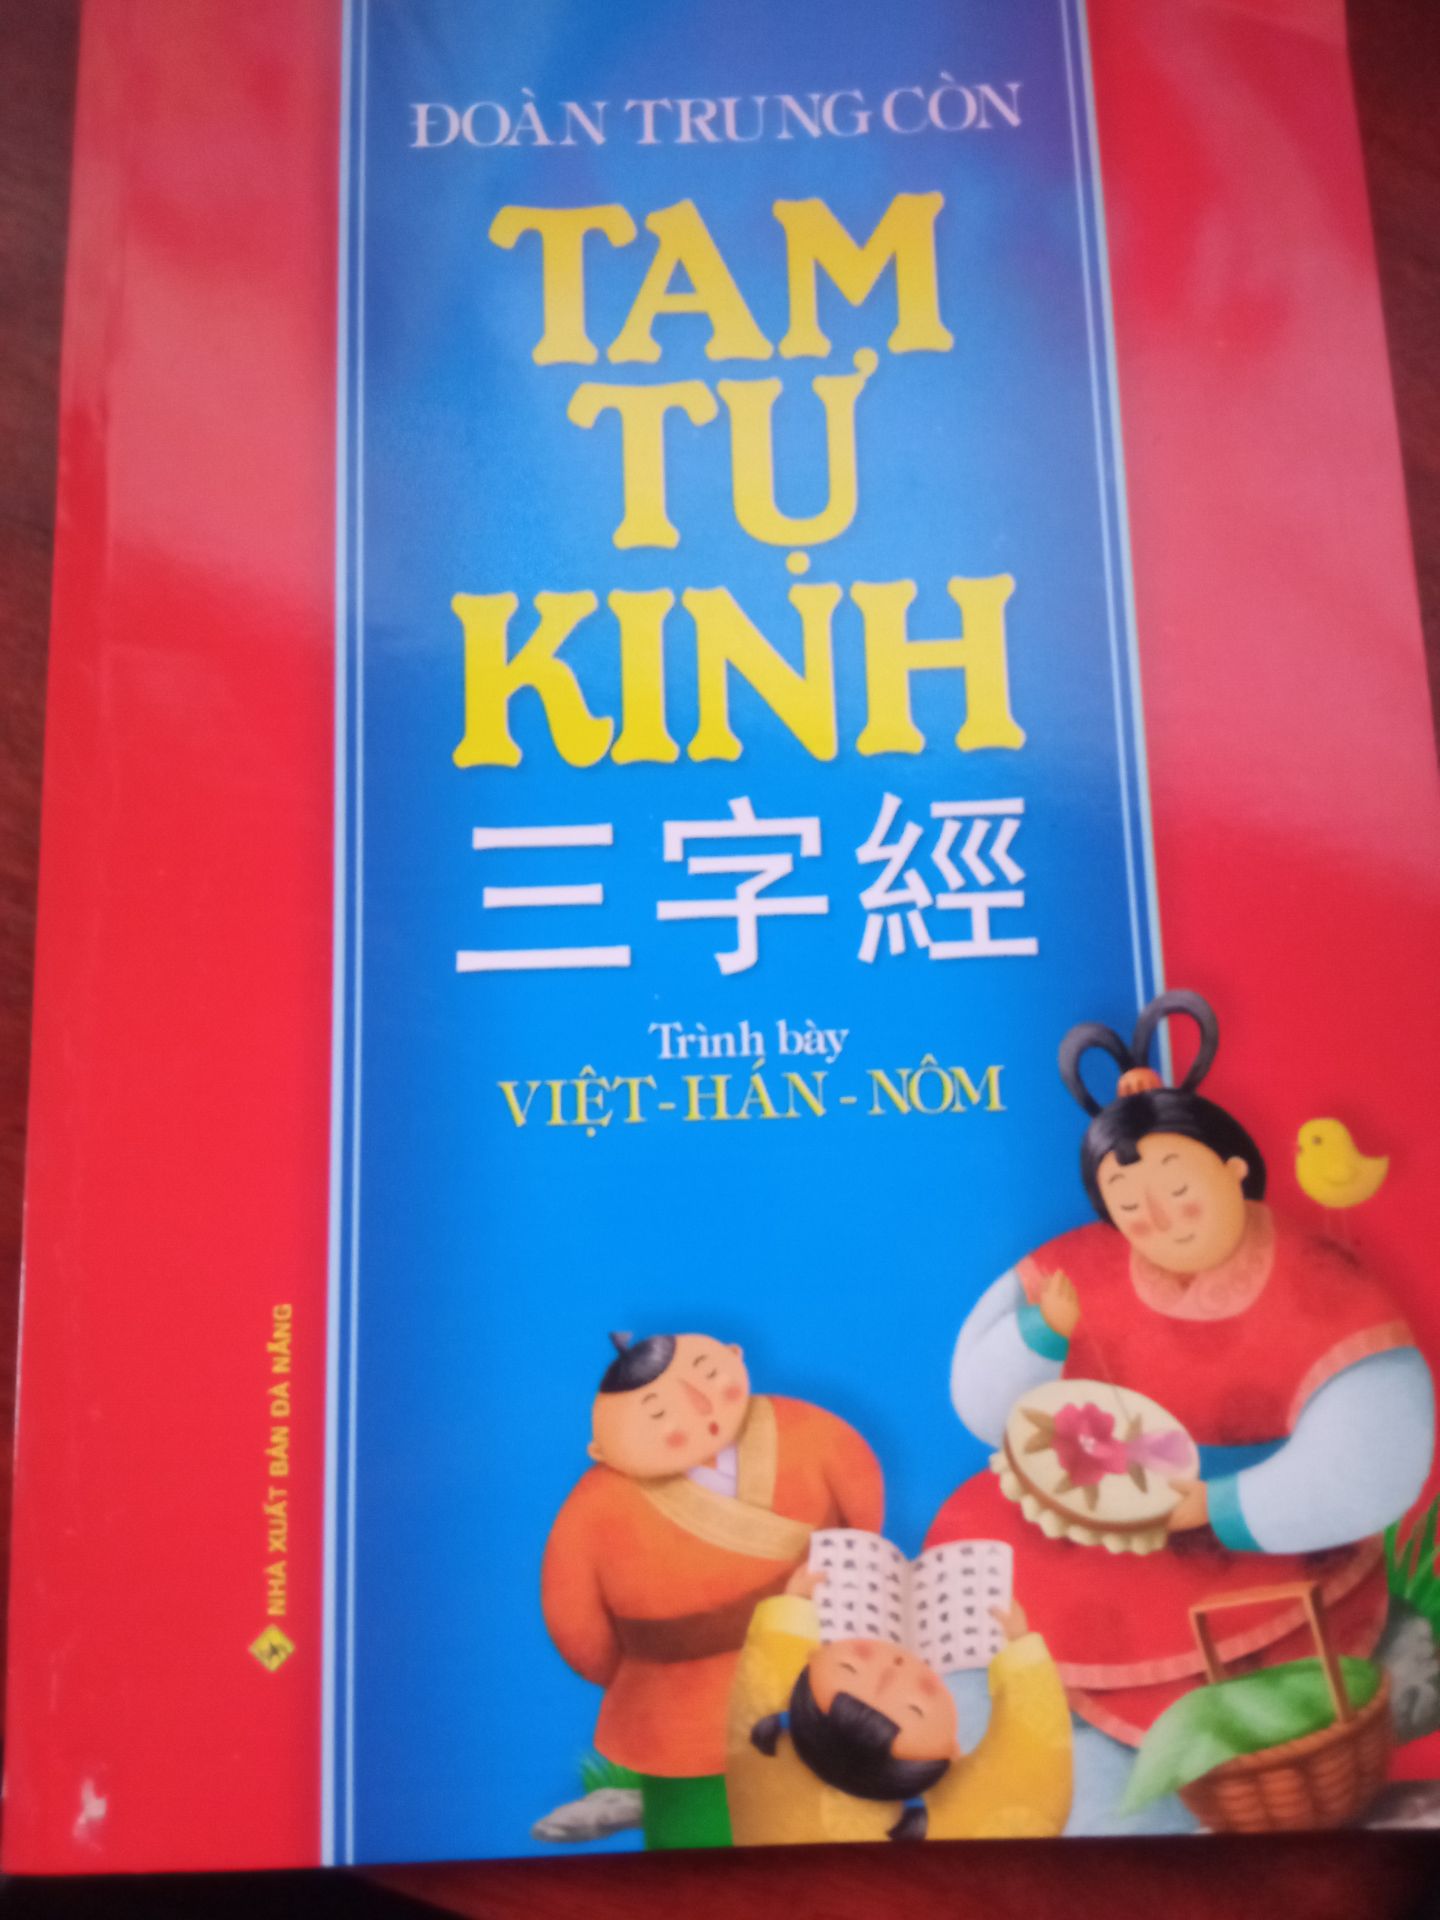 ĐOÀN TRUNG CÒN
TAM
TỰ
KINH
三字經
Trình bày
VIỆT-HÁN-NÔM
NHÀ XUẤT BẢN ĐÀ NẴNG